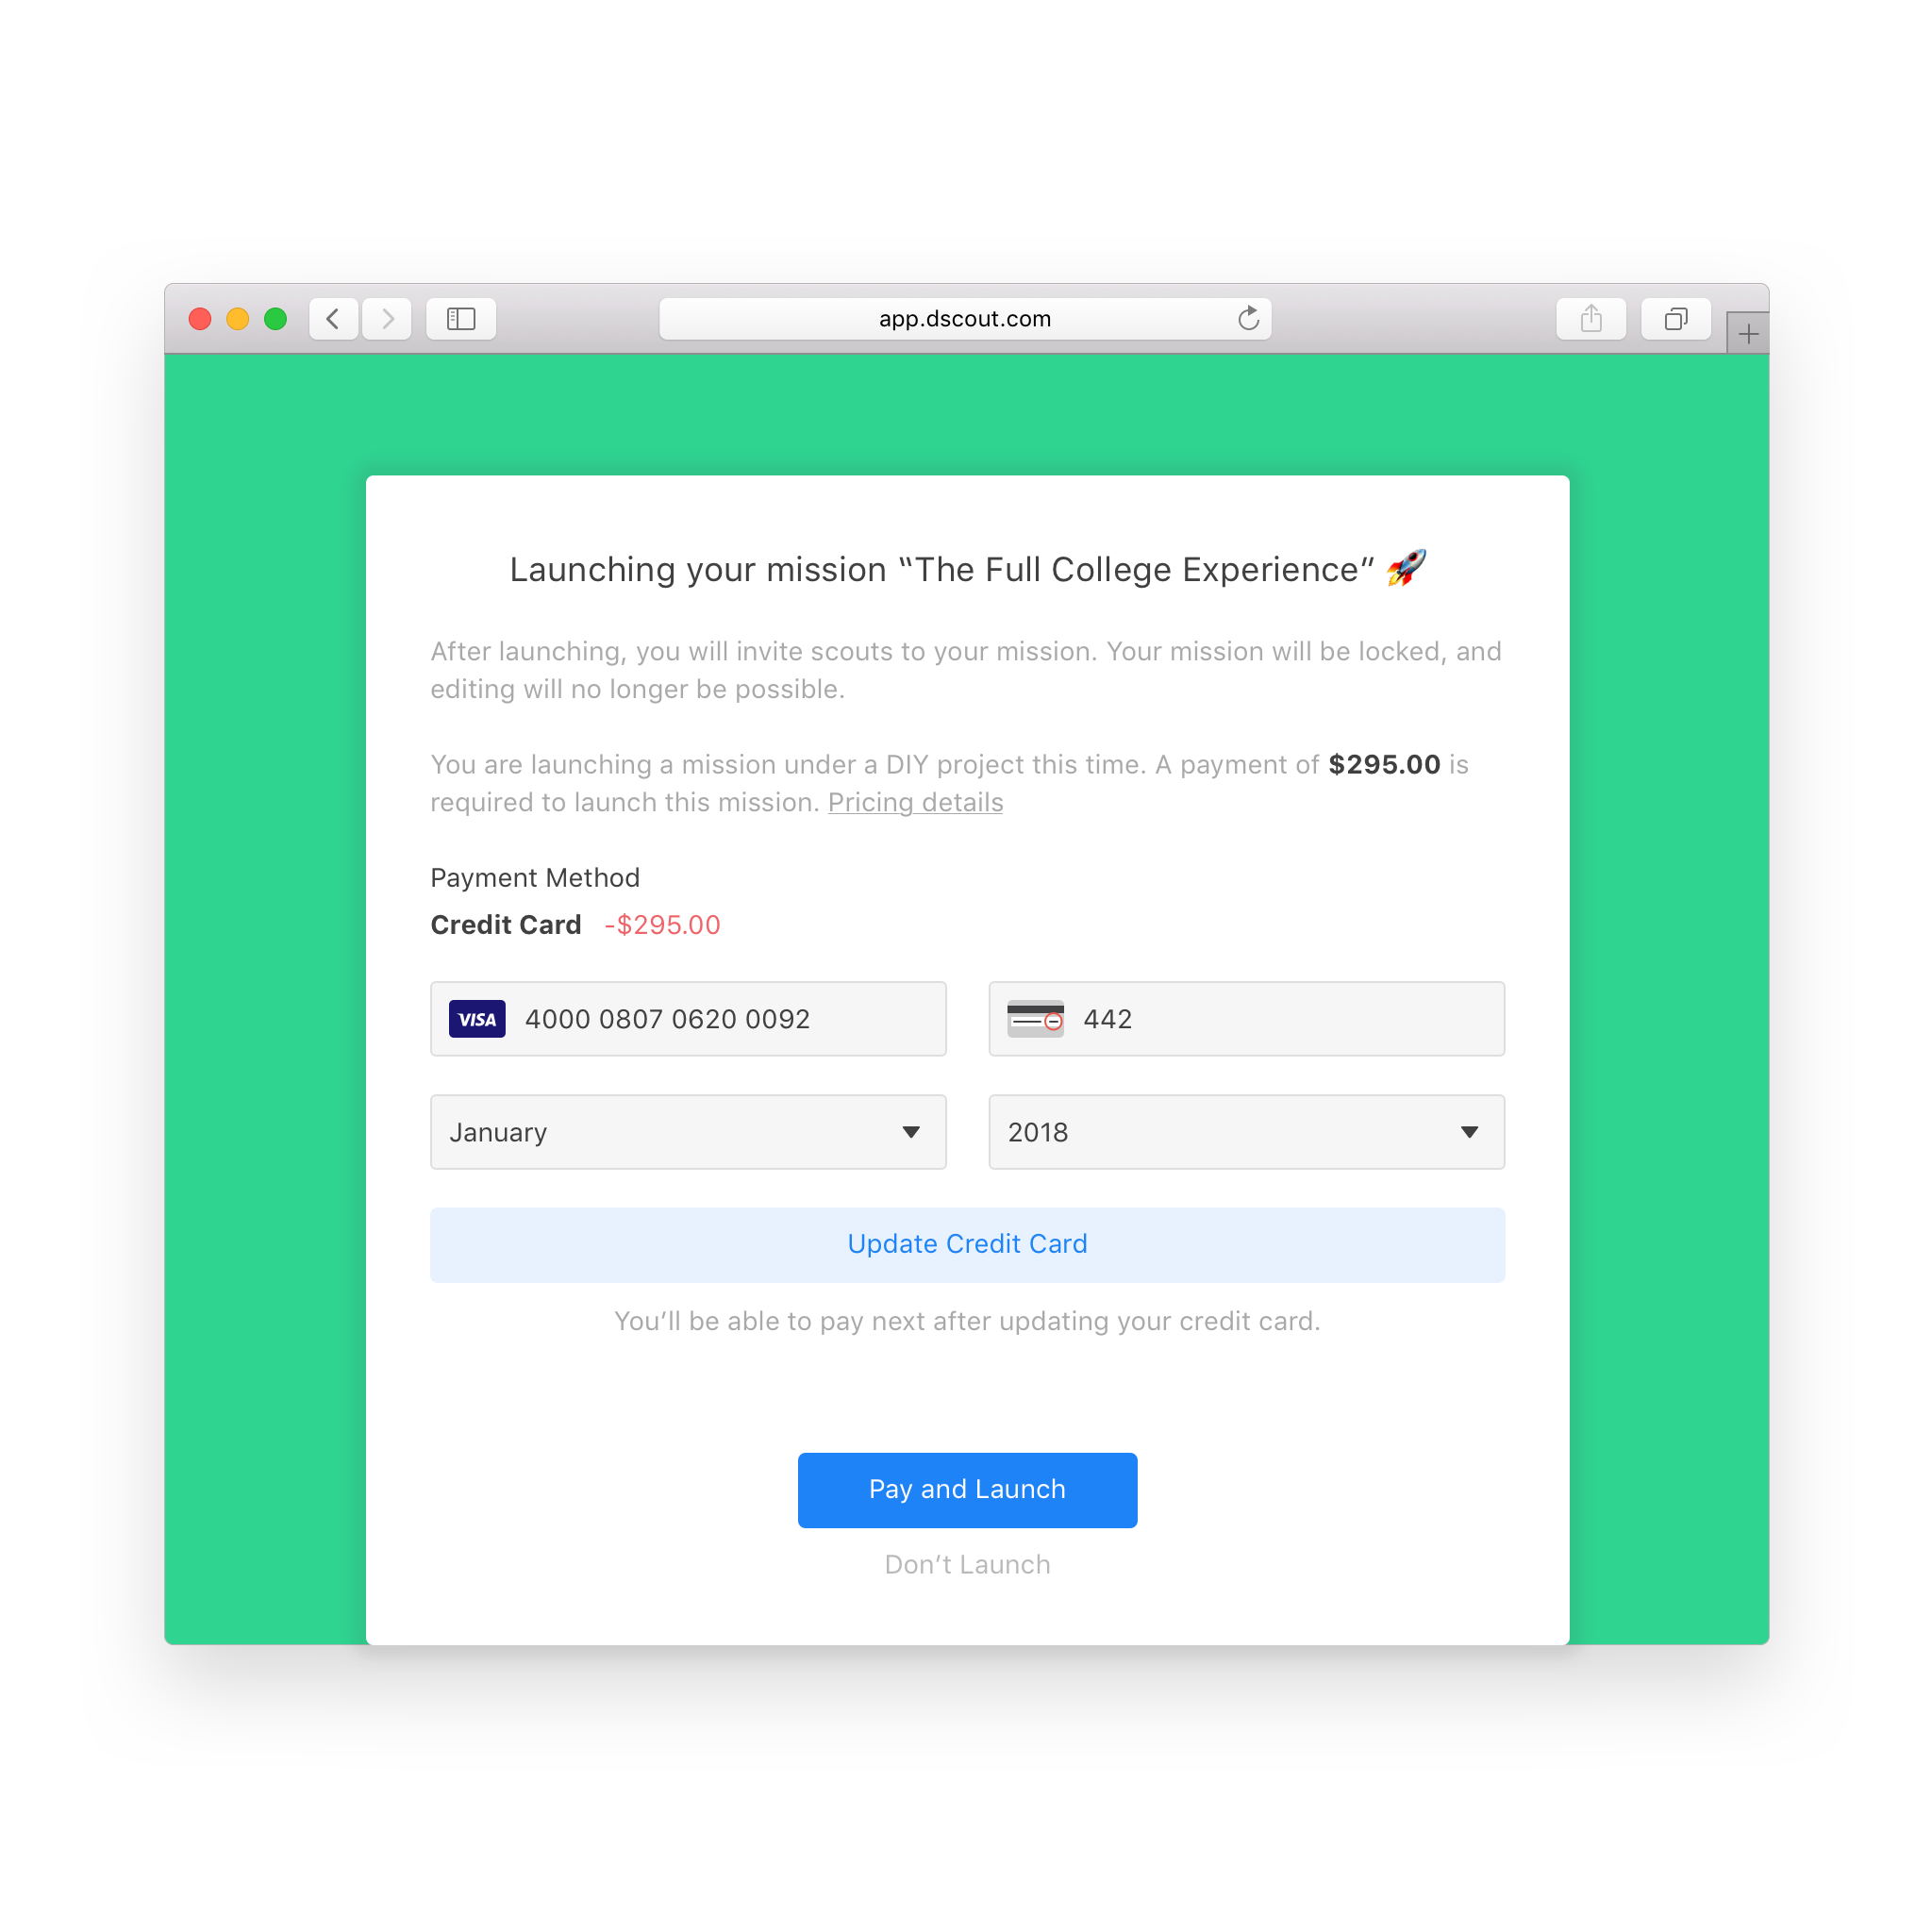 app.dscout.com
Launching your mission “The Full College Experience” 🚀
After launching, you will invite scouts to your mission. Your mission will be locked, and
editing will no longer be possible.
You are launching a mission under a DIY project this time. A payment of $295.00 is
required to launch this mission. Pricing details
Payment Method
Credit Card -$295.00
VISA 4000 0807 0620 0092
442
January
2018
Update Credit Card
You’ll be able to pay next after updating your credit card.
Pay and Launch
Don’t Launch